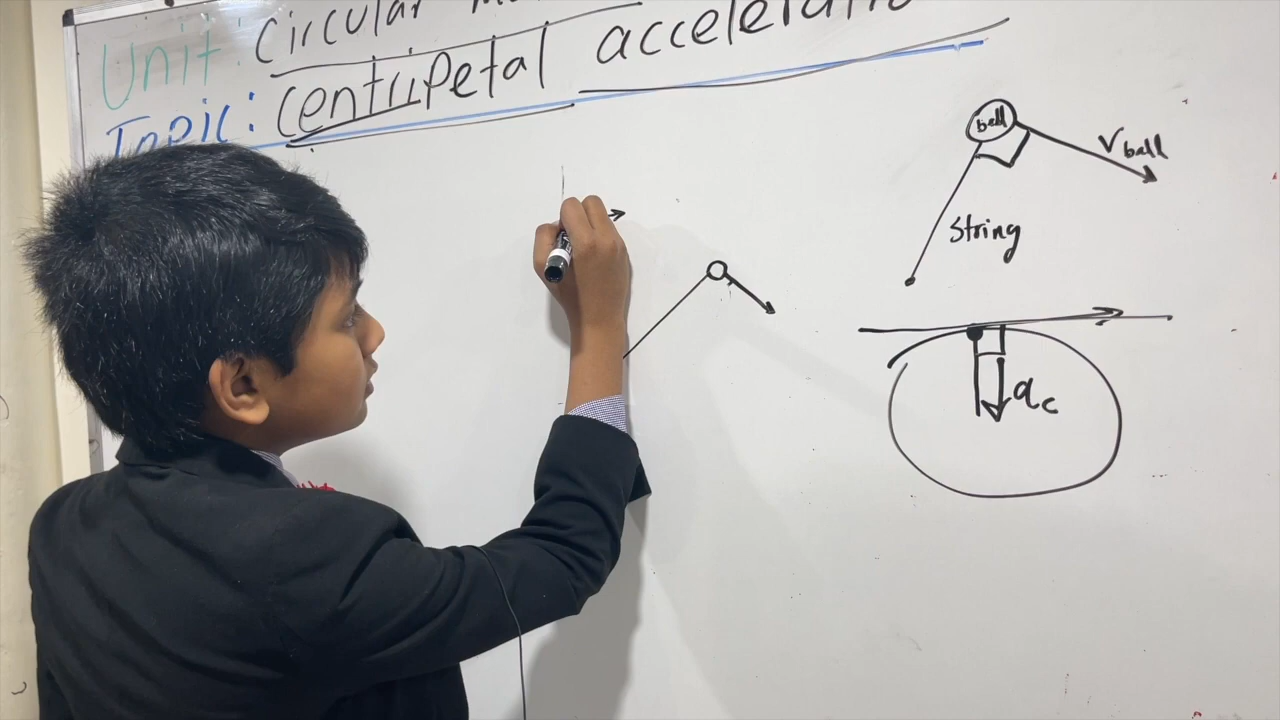 Unit: circular
Topic: centripetal acceleratio
ball
Vball
String
ac